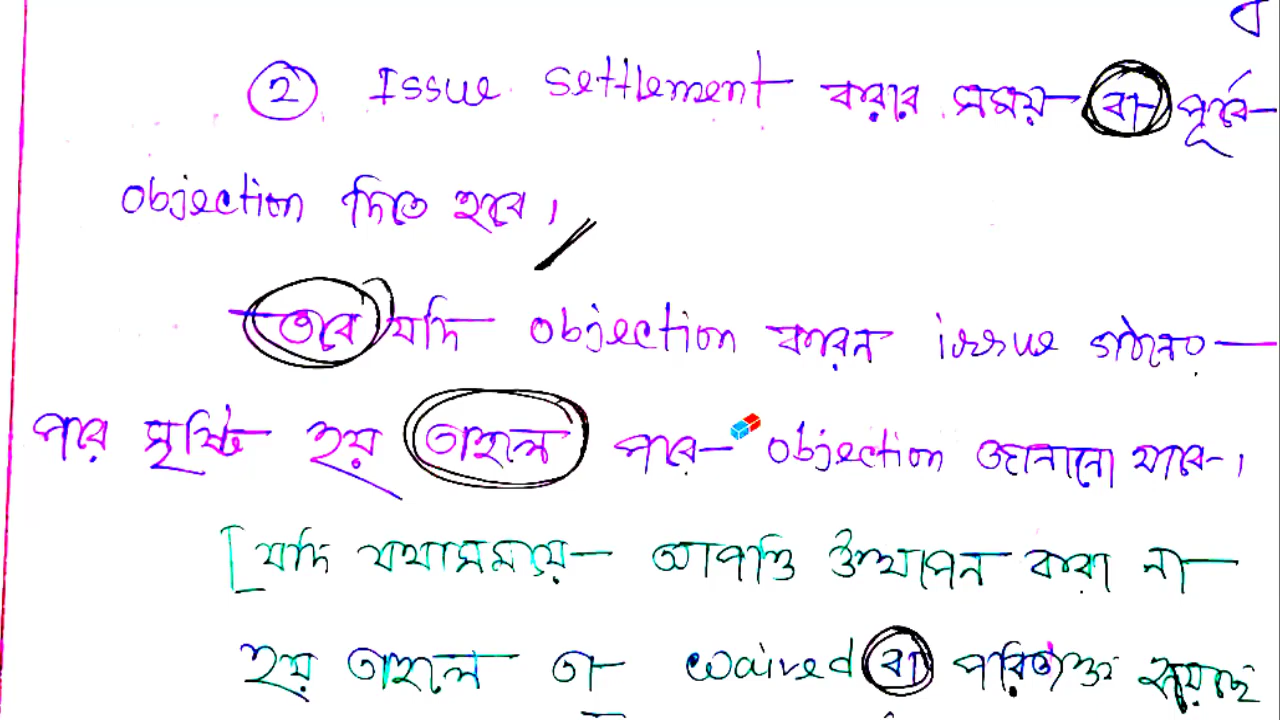 ② Issue settlement করার সময় বা পূর্বে
objection দিতে হবে।
তবে যদি objection কারন issue গঠনের
পরে সৃষ্টি হয় তাহলে পরে objection জানানো যাবে।
[যদি যথাসময়ে আপত্তি উত্থাপন করা না
হয় তাহলে তা waived বা পরিত্যক্ত হয়েছে